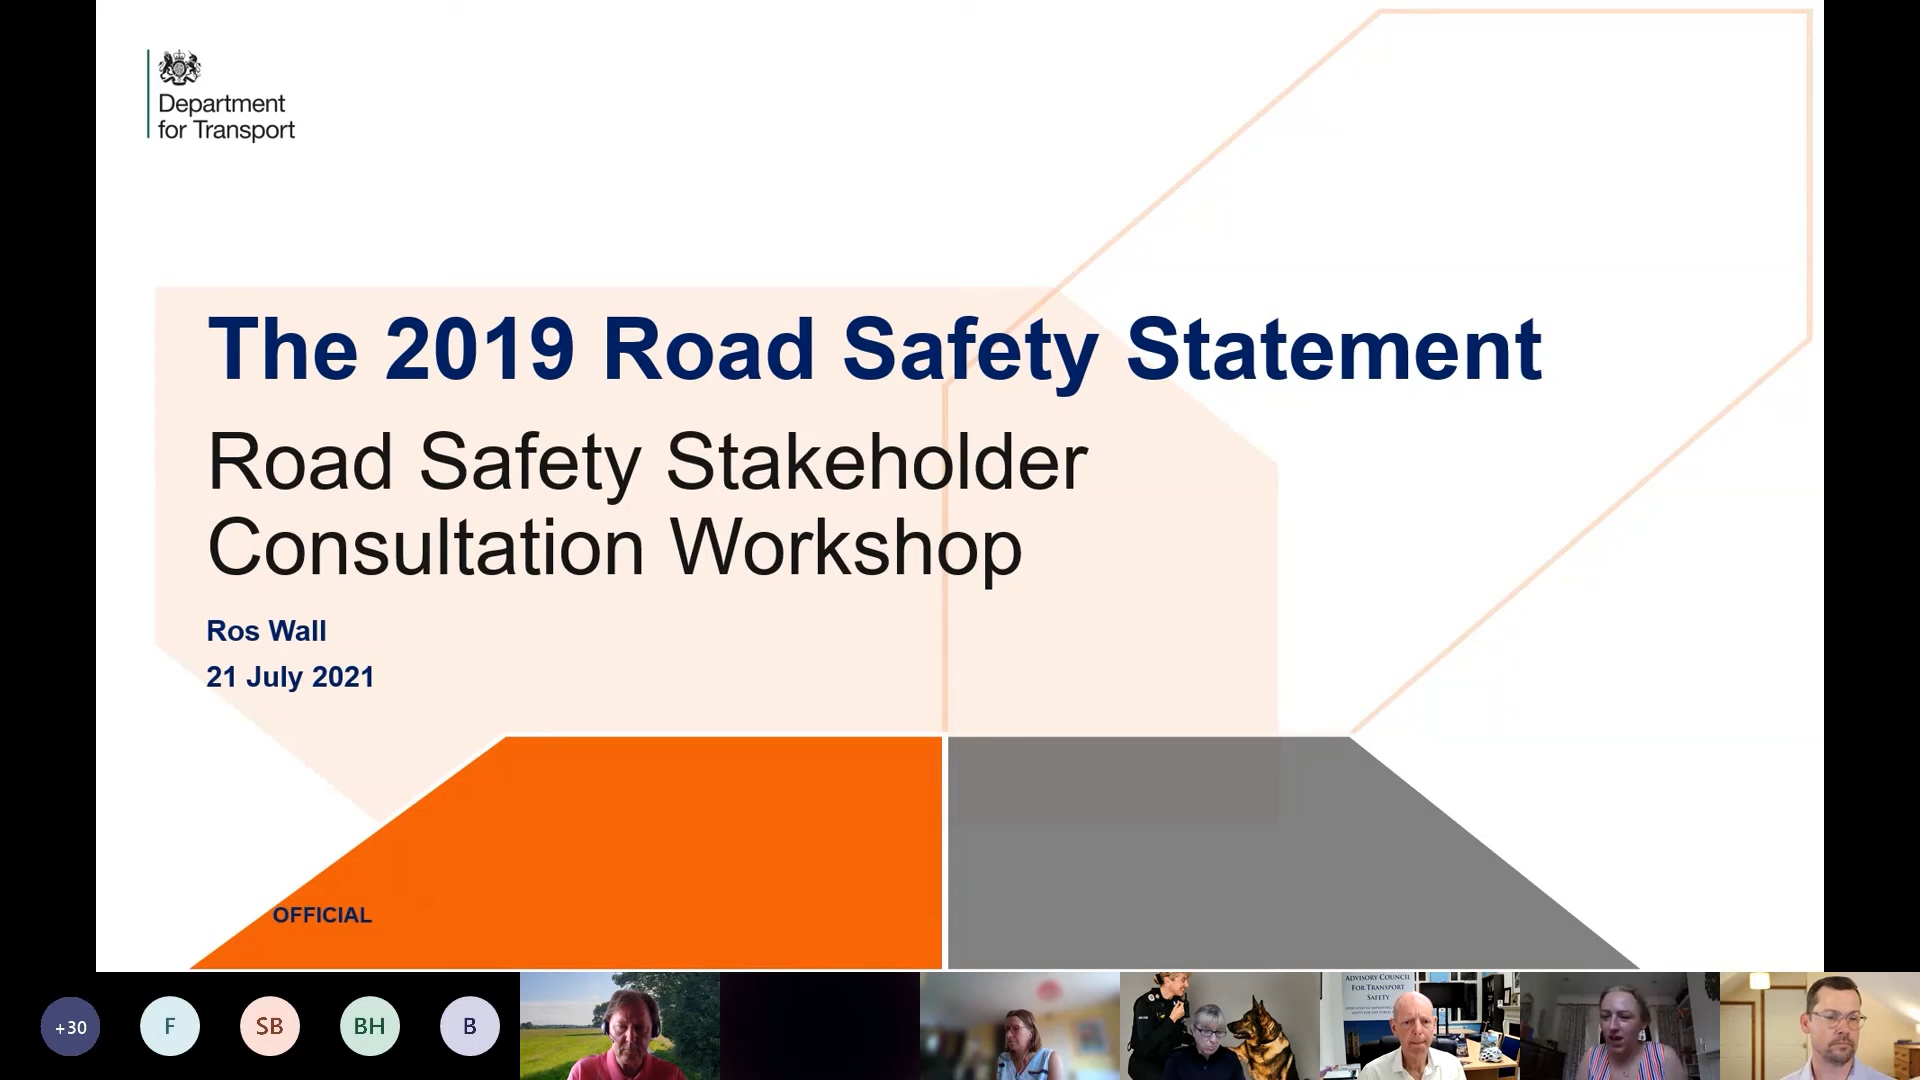 Department
for Transport
The 2019 Road Safety Statement
Road Safety Stakeholder
Consultation Workshop
Ros Wall
21 July 2021
OFFICIAL
+30
F
SB
BH
B
ADVISORY COUNCIL
FOR TRANSPORT
SAFETY